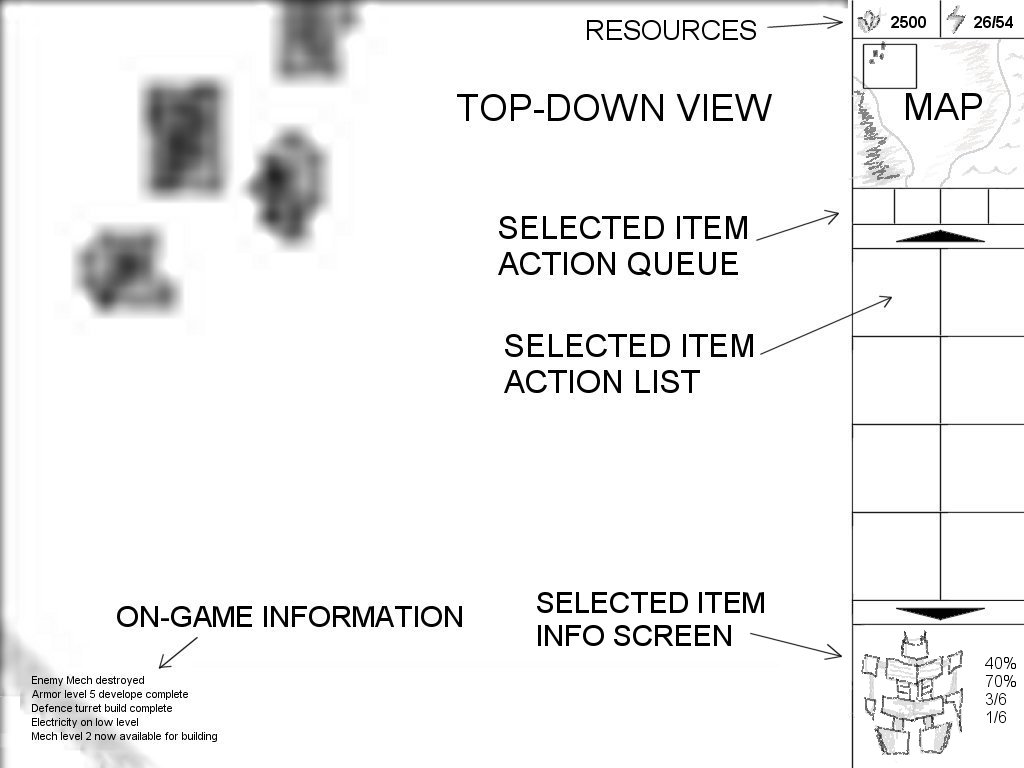 RESOURCES
2500
26/54
TOP-DOWN VIEW
MAP
SELECTED ITEM
ACTION QUEUE
SELECTED ITEM
ACTION LIST
SELECTED ITEM
INFO SCREEN
ON-GAME INFORMATION
Enemy Mech destroyed
Armor level 5 develope complete
Defence turret build complete
Electricity on low level
Mech level 2 now available for building
40%
70%
3/6
1/6